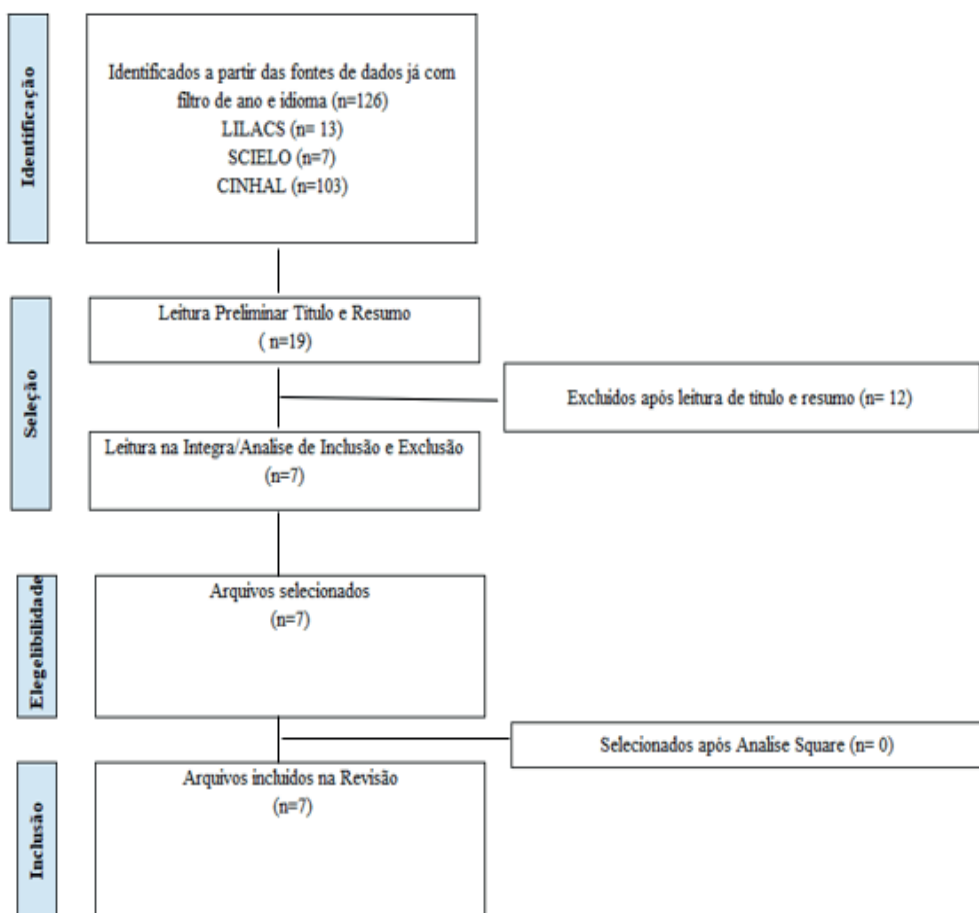 Identificação
Identificados a partir das fontes de dados já com
filtro de ano e idioma (n=126)
LILACS (n= 13)
SCIELO (n=7)
CINHAL (n=103)
Seleção
Leitura Preliminar Titulo e Resumo
( n=19)
Excluidos após leitura de titulo e resumo (n= 12)
Leitura na Integra/Analise de Inclusão e Exclusão
(n=7)
Elegelibilidade
Arquivos selecionados
(n=7)
Selecionados após Analise Square (n= 0)
Inclusão
Arquivos incluidos na Revisão
(n=7)